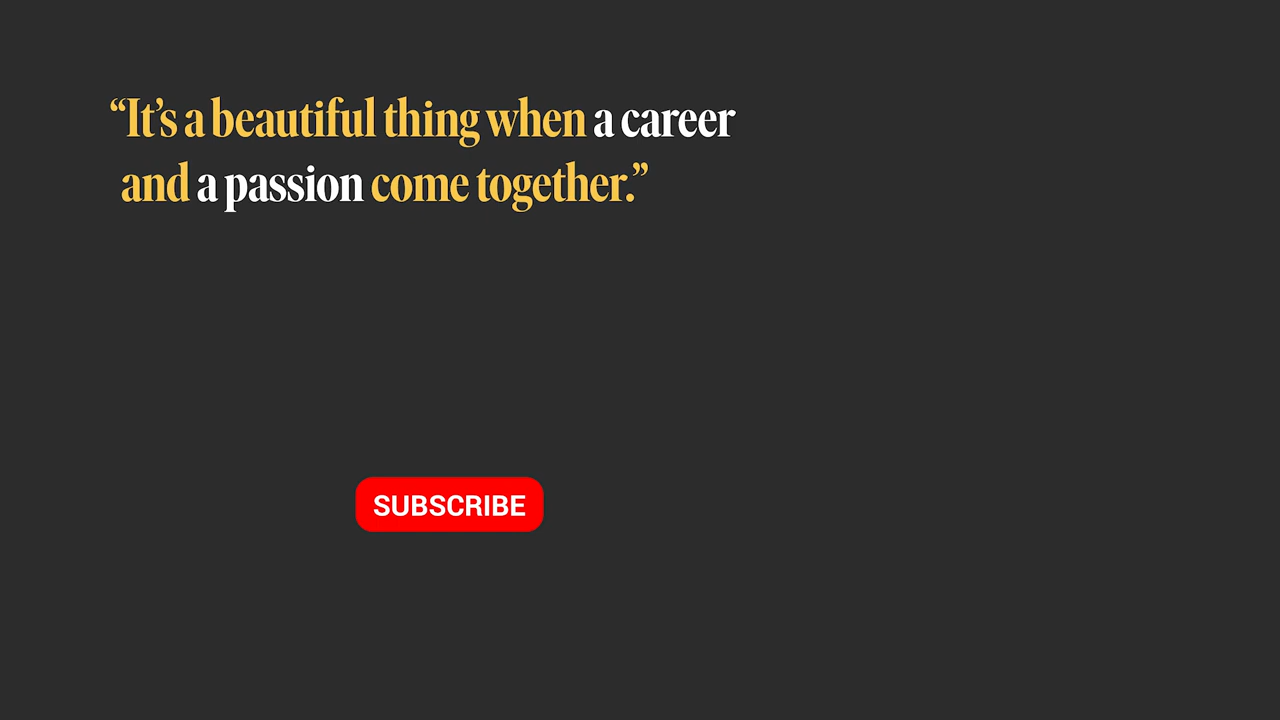 “It’s a beautiful thing when a career
and a passion come together.”
SUBSCRIBE